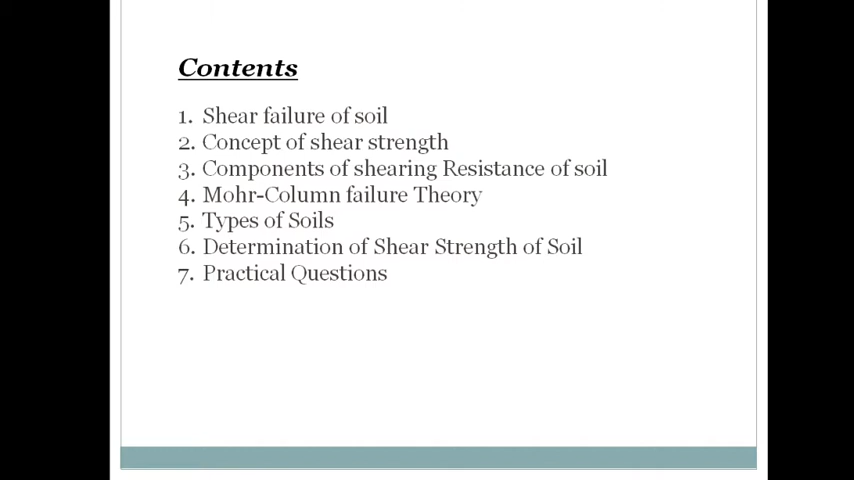 Contents
1. Shear failure of soil
2. Concept of shear strength
3. Components of shearing Resistance of soil
4. Mohr-Column failure Theory
5. Types of Soils
6. Determination of Shear Strength of Soil
7. Practical Questions